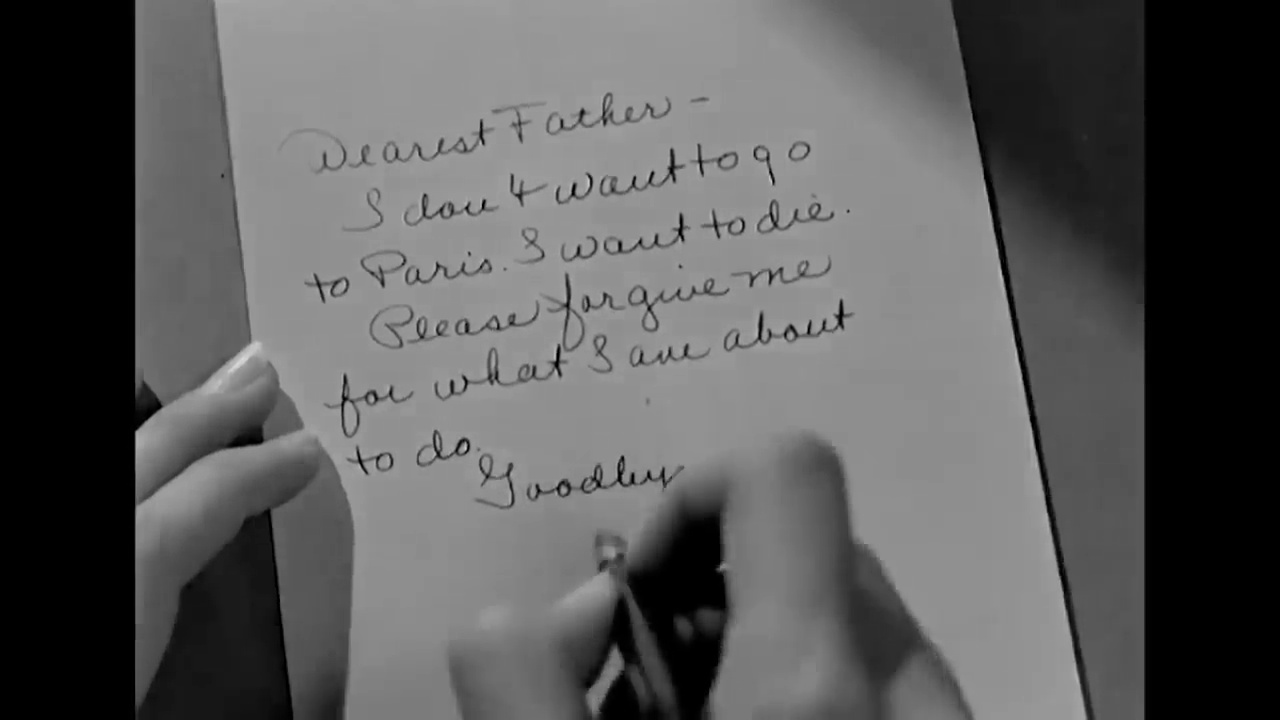 Dearest Father -
I don't want to go
to Paris. I want to die.
Please forgive me
for what I am about
to do.
Goodby